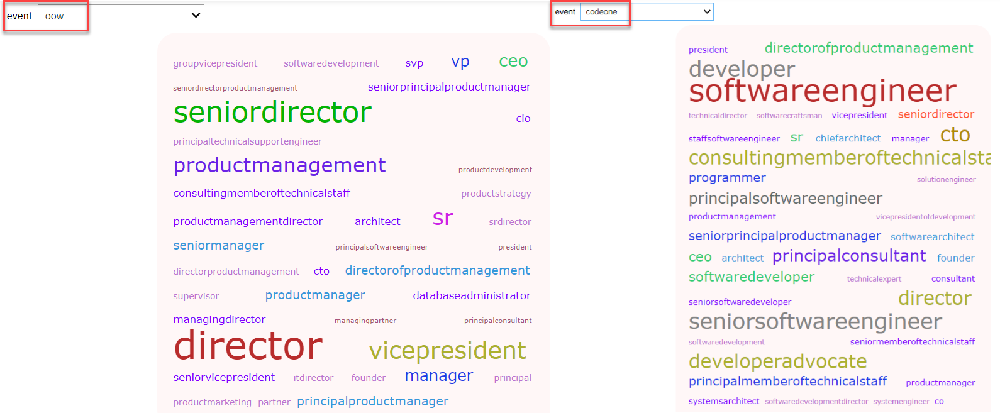 event oow
groupvicepresident softwaredevelopment svp vp ceo
seniordirectorproductmanagement seniorprincipalproductmanager
seniordirector cio
principaltechnicalsupportengineer
productmanagement productdevelopment
consultingmemberoftechnicalstaff productstrategy
productmanagementdirector architect sr srdirector
seniormanager principalsoftwareengineer president
directorproductmanagement cto directorofproductmanagement
supervisor productmanager databaseadministrator
managingdirector managingpartner principalconsultant
director vicepresident
seniorvicepresident itdirector founder manager principal
productmarketing partner principalproductmanager
event codeone
president directorofproductmanagement
developer
softwareengineer
technicaldirector softwarecraftsman vicepresident seniordirector
staffsoftwareengineer sr chiefarchitect manager cto
consultingmemberoftechnicalsta
programmer solutionengineer
principalsoftwareengineer
productmanagement vicepresidentofdevelopment
seniorprincipalproductmanager softwarearchitect
ceo architect principalconsultant founder
softwaredeveloper technicalexpert consultant
seniorsoftwaredeveloper director
seniorsoftwareengineer
softwaredevelopment seniormemberoftechnicalstaff
developeradvocate
principalmemberoftechnicalstaff productmanager
systemsarchitect softwaredevelopmentdirector systemengineer co